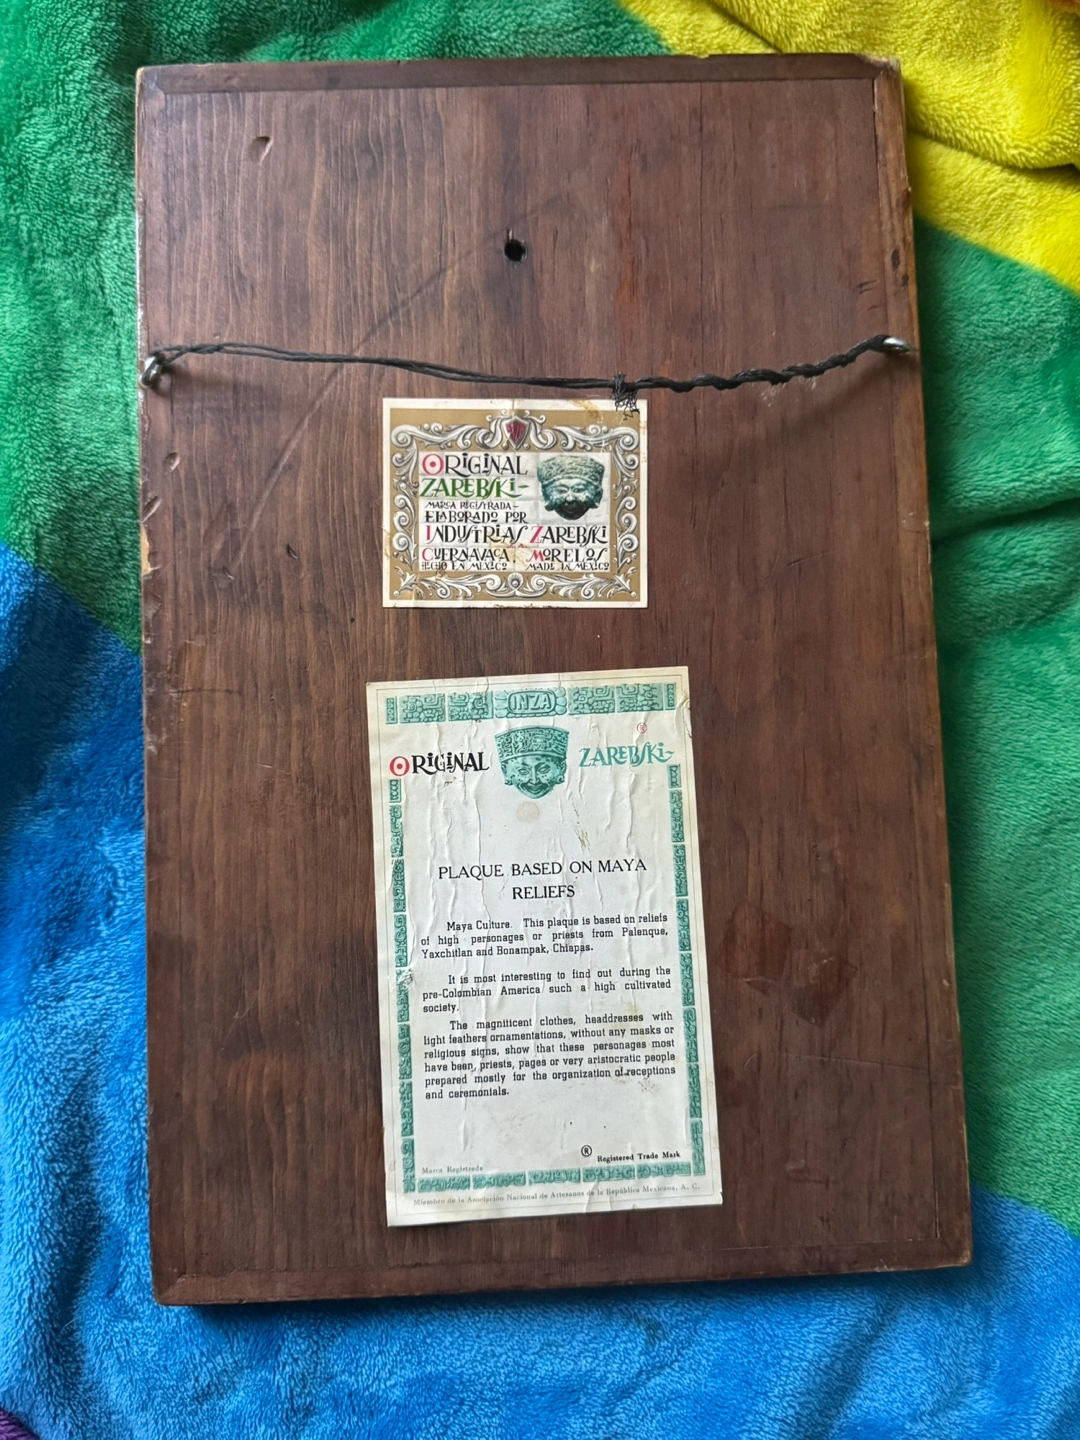 ORIGINAL
ZAREBSKI-
MARCA REGISTRADA-
ELABORADO POR
INDUSTRIAS ZAREBSKI
CUERNAVACA, MORELOS
HECHO EN MEXICO MADE IN MEXICO
INZA
ORIGINAL ZAREBSKI- ®
PLAQUE BASED ON MAYA
RELIEFS
Maya Culture. This plaque is based on reliefs
of high personages or priests from Palenque,
Yaxchitlan and Bonampak, Chiapas.
It is most interesting to find out during the
pre-Colombian America such a high cultivated
society.
The magnificent clothes, headdresses with
light feathers ornamentations, without any masks or
religious signs, show that these personages most
have been, priests, pages or very aristocratic people
prepared mostly for the organization of receptions
and ceremonials.
® Registered Trade Mark
Marca Registrada
Miembro de la Asociación Nacional de Artesanos de la República Mexicana, A. C.